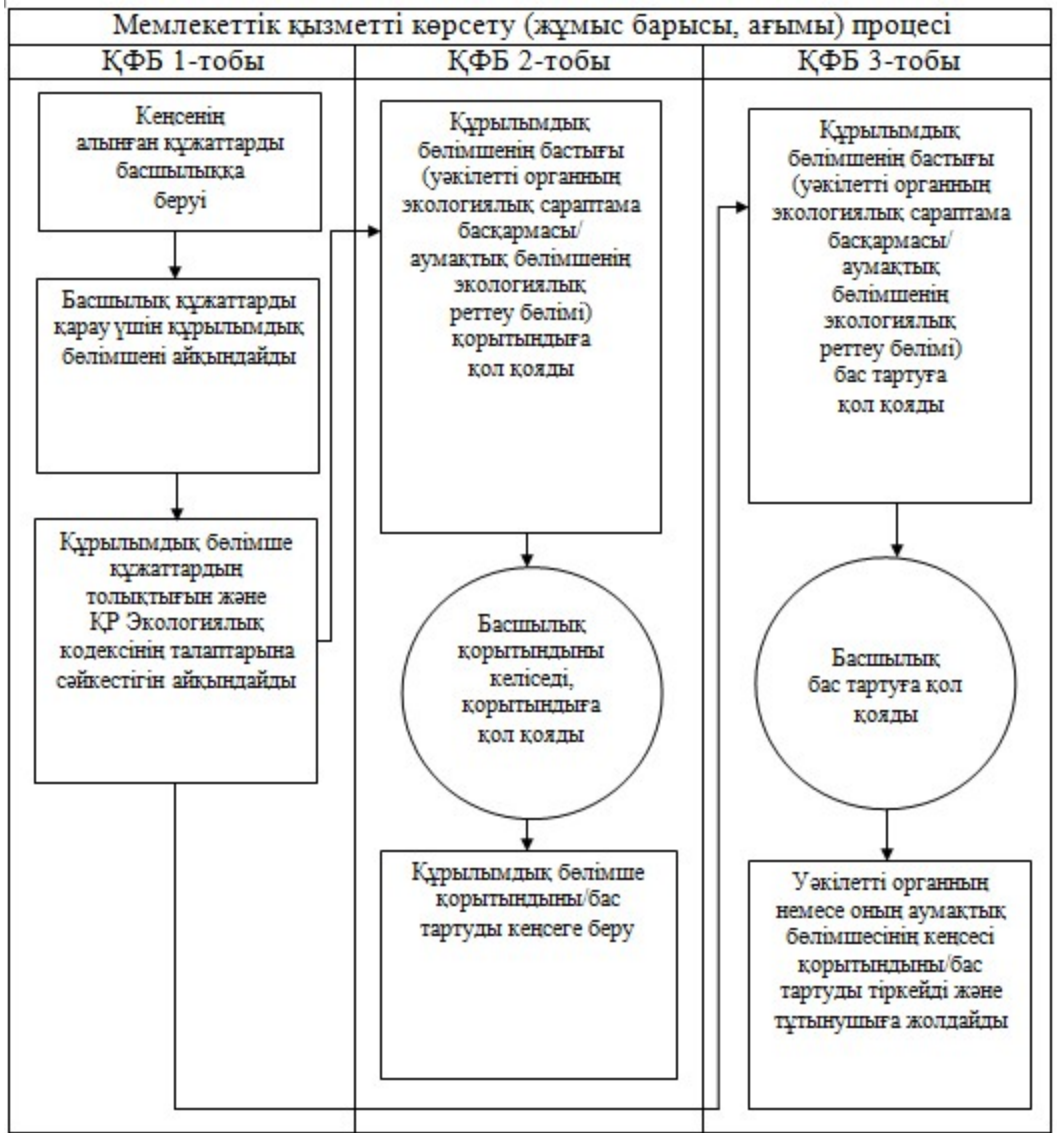 Мемлекеттік қызметті көрсету (жұмыс барысы, ағымы) процесі
ҚФБ 1-тобы
ҚФБ 2-тобы
ҚФБ 3-тобы
Кеңсенің
алынған құжаттарды
басшылыққа
беруі
Басшылық құжаттарды
қарау үшін құрылымдық
бөлімшені айқындайды
Құрылымдық бөлімше
құжаттардың
толықтығын және
ҚР Экологиялық
кодексінің талаптарына
сәйкестігін айқындайды
Құрылымдық
бөлімшенің бастығы
(уәкілетті органның
экологиялық сараптама
басқармасы/
аумақтық бөлімшенің
экологиялық
реттеу бөлімі)
қорытындыға
қол қояды
Басшылық
қорытындыны
келіседі,
қорытындыға
қол қояды
Құрылымдық бөлімше
қорытындыны/бас
тартуды кеңсеге беру
Құрылымдық
бөлімшенің бастығы
(уәкілетті органның
экологиялық сараптама
басқармасы/
аумақтық
бөлімшенің
экологиялық
реттеу бөлімі)
бас тартуға
қол қояды
Басшылық
бас тартуға қол
қояды
Уәкілетті органның
немесе оның аумақтық
бөлімшесінің кеңсесі
қорытындыны/бас
тартуды тіркейді және
тұтынушыға жолдайды